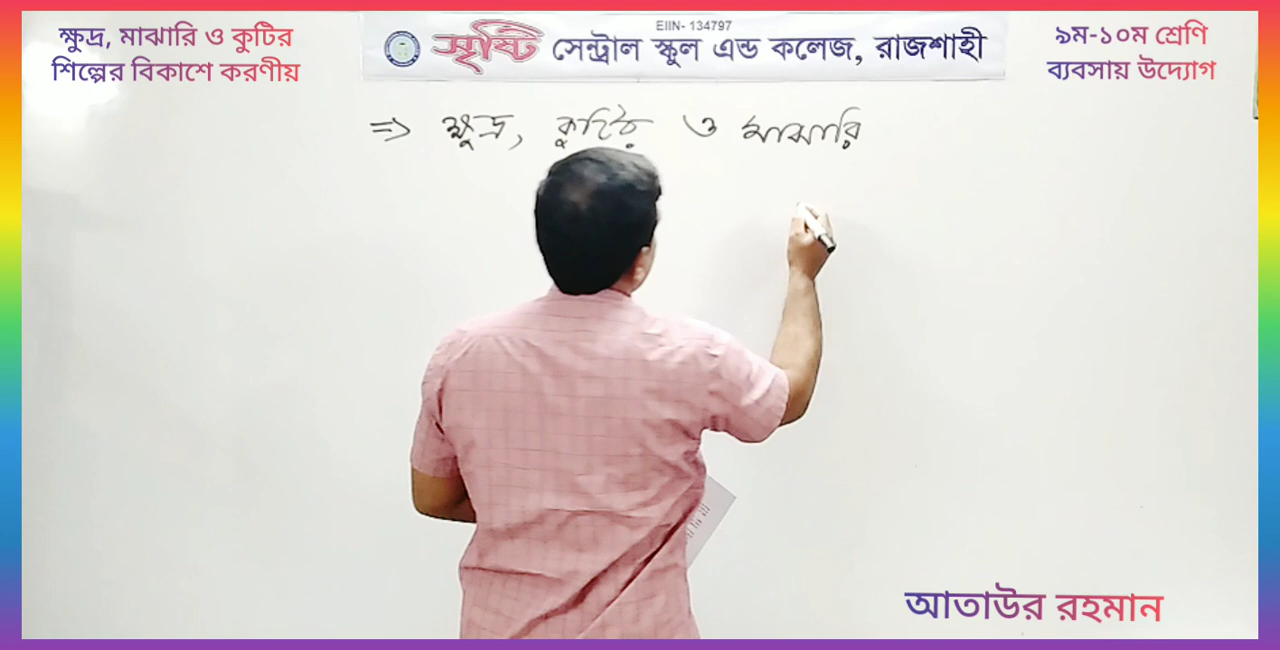 ক্ষুদ্র, মাঝারি ও কুটির
শিল্পের বিকাশে করণীয়
EIIN- 134797
সৃষ্টি সেন্ট্রাল স্কুল এন্ড কলেজ, রাজশাহী
৯ম-১০ম শ্রেণি
ব্যবসায় উদ্যোগ
=> ক্ষুদ্র, কুটির ও মাঝারি
আতাউর রহমান